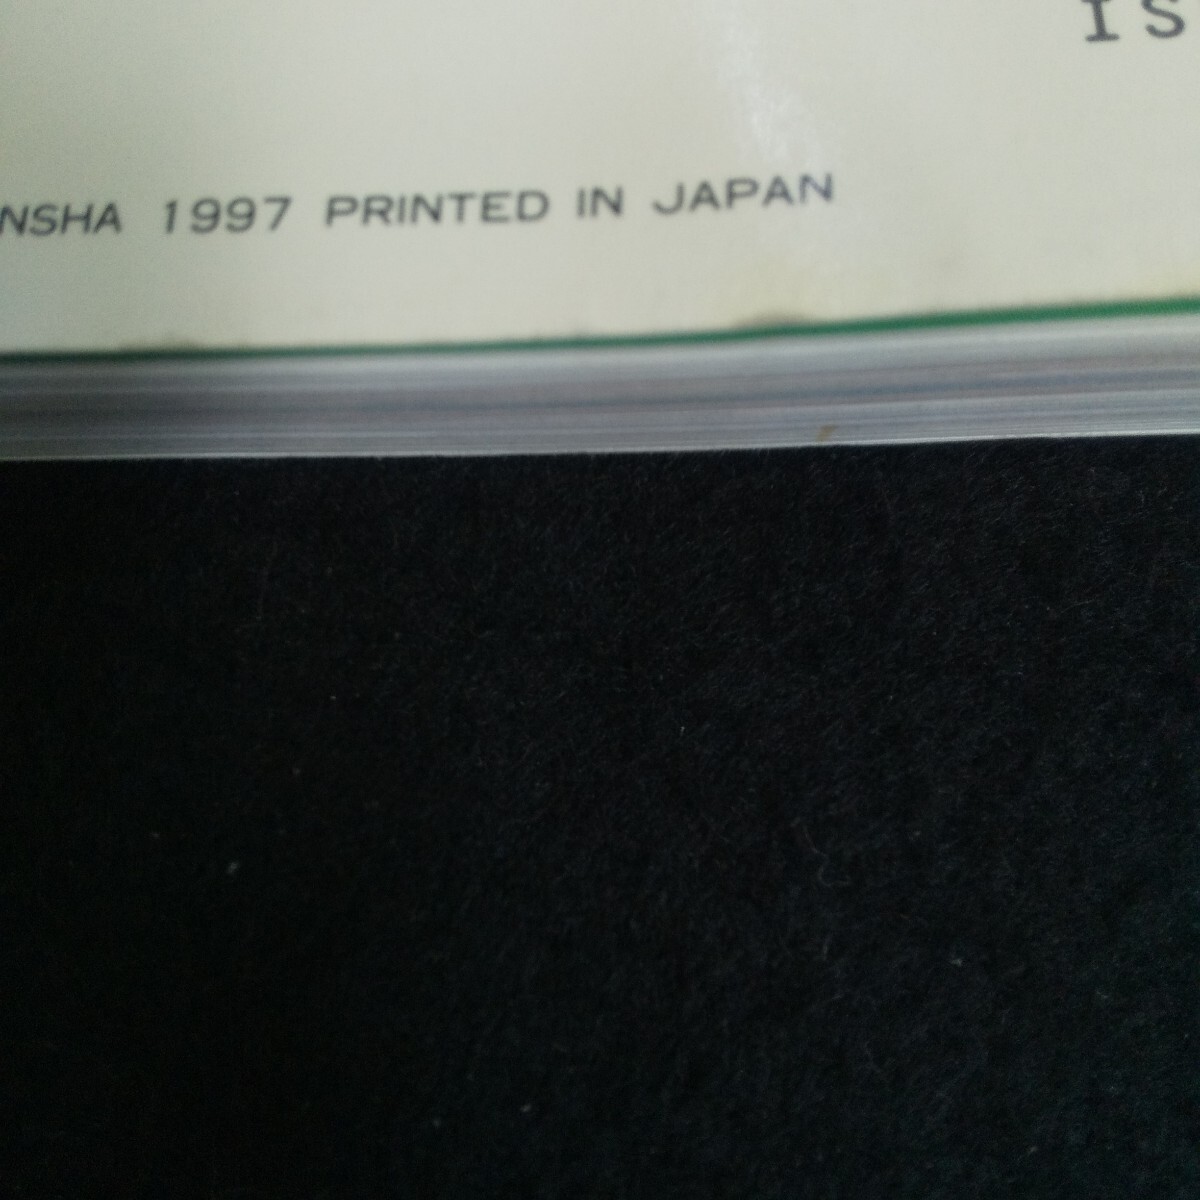 IS
NSHA 1997 PRINTED IN JAPAN